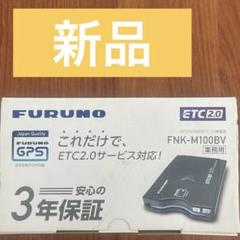 新品
FURUNO
ETC2.0
Japan Quality
FURUNO
GPS
これだけで、
ETC2.0サービス対応!
FNK-M100BV
業務用
安心の
3年保証